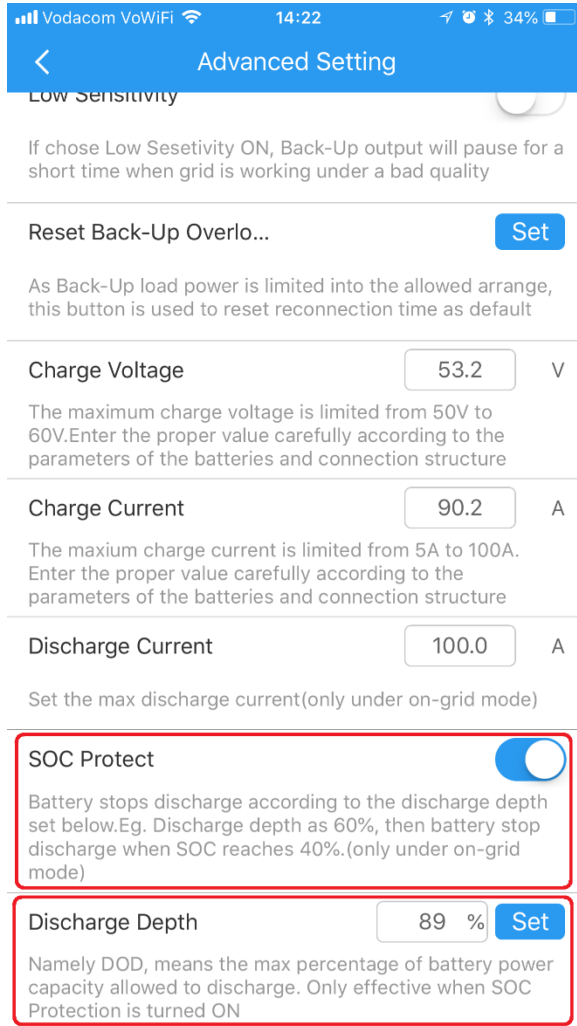 Vodacom VoWiFi 14:22 34%
Advanced Setting
Low Sensitivity
If chose Low Sesetivity ON, Back-Up output will pause for a
short time when grid is working under a bad quality
Reset Back-Up Overlo... Set
As Back-Up load power is limited into the allowed arrange,
this button is used to reset reconnection time as default
Charge Voltage 53.2 V
The maximum charge voltage is limited from 50V to
60V.Enter the proper value carefully according to the
parameters of the batteries and connection structure
Charge Current 90.2 A
The maxium charge current is limited from 5A to 100A.
Enter the proper value carefully according to the
parameters of the batteries and connection structure
Discharge Current 100.0 A
Set the max discharge current(only under on-grid mode)
SOC Protect
Battery stops discharge according to the discharge depth
set below.Eg. Discharge depth as 60%, then battery stop
discharge when SOC reaches 40%.(only under on-grid
mode)
Discharge Depth 89 % Set
Namely DOD, means the max percentage of battery power
capacity allowed to discharge. Only effective when SOC
Protection is turned ON